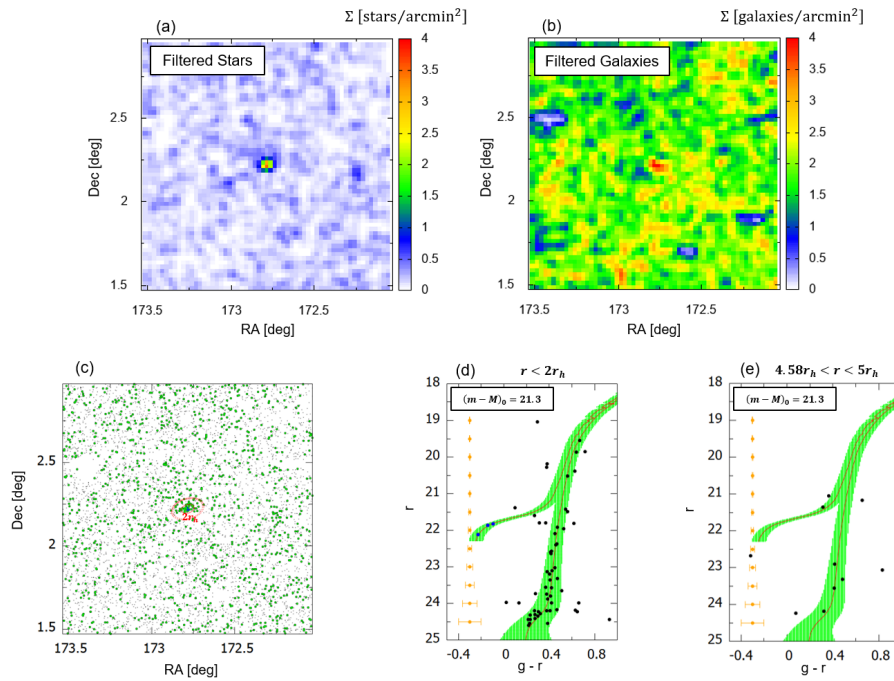 (a)
Σ [stars/arcmin²]
Filtered Stars
4
3.5
3
2.5
2
1.5
1
0.5
0
2.5
2
1.5
Dec [deg]
173.5
173
172.5
RA [deg]
(b)
Σ [galaxies/arcmin²]
Filtered Galaxies
4
3.5
3
2.5
2
1.5
1
0.5
0
2.5
2
1.5
Dec [deg]
173.5
173
172.5
RA [deg]
(c)
2.5
2
1.5
Dec [deg]
2rₕ
173.5
173
172.5
RA [deg]
(d)
r < 2rₕ
(m − M)₀ = 21.3
18
19
20
21
22
23
24
25
r
-0.4
0
0.4
0.8
g - r
(e)
4.58rₕ < r < 5rₕ
(m − M)₀ = 21.3
18
19
20
21
22
23
24
25
r
-0.4
0
0.4
0.8
g - r